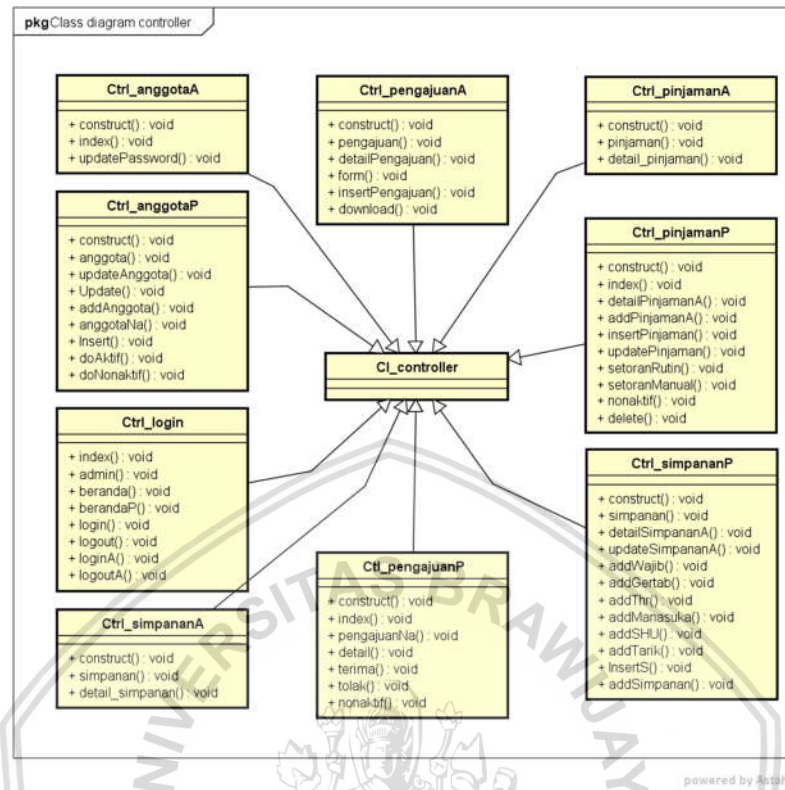 pkg Class diagram controller
Ctrl_anggotaA
+ construct() : void
+ index() : void
+ updatePassword() : void
Ctrl_pengajuanA
+ construct() : void
+ pengajuan() : void
+ detailPengajuan() : void
+ form() : void
+ insertPengajuan() : void
+ download() : void
Ctrl_pinjamanA
+ construct() : void
+ pinjaman() : void
+ detail_pinjaman() : void
Ctrl_anggotaP
+ construct() : void
+ anggota() : void
+ updateAnggota() : void
+ Update() : void
+ addAnggota() : void
+ anggotaNa() : void
+ Insert() : void
+ doAktif() : void
+ doNonaktif() : void
Ctrl_pinjamanP
+ construct() : void
+ index() : void
+ detailPinjamanA() : void
+ addPinjamanA() : void
+ insertPinjaman() : void
+ updatePinjaman() : void
+ setoranRutin() : void
+ setoranManual() : void
+ nonaktif() : void
+ delete() : void
CI_controller
Ctrl_login
+ index() : void
+ admin() : void
+ beranda() : void
+ berandaP() : void
+ login() : void
+ logout() : void
+ loginA() : void
+ logoutA() : void
Ctrl_simpananP
+ construct() : void
+ simpanan() : void
+ detailSimpananA() : void
+ updateSimpananA() : void
+ addWajib() : void
+ addGertab() : void
+ addThr() : void
+ addManasuka() : void
+ addSHU() : void
+ addTarik() : void
+ InsertS() : void
+ addSimpanan() : void
Ctl_pengajuanP
+ construct() : void
+ index() : void
+ pengajuanNa() : void
+ detail() : void
+ terima() : void
+ tolak() : void
+ nonaktif() : void
Ctrl_simpananA
+ construct() : void
+ simpanan() : void
+ detail_simpanan() : void
UNIVERSITAS BRAWIJAYA
powered by Astah